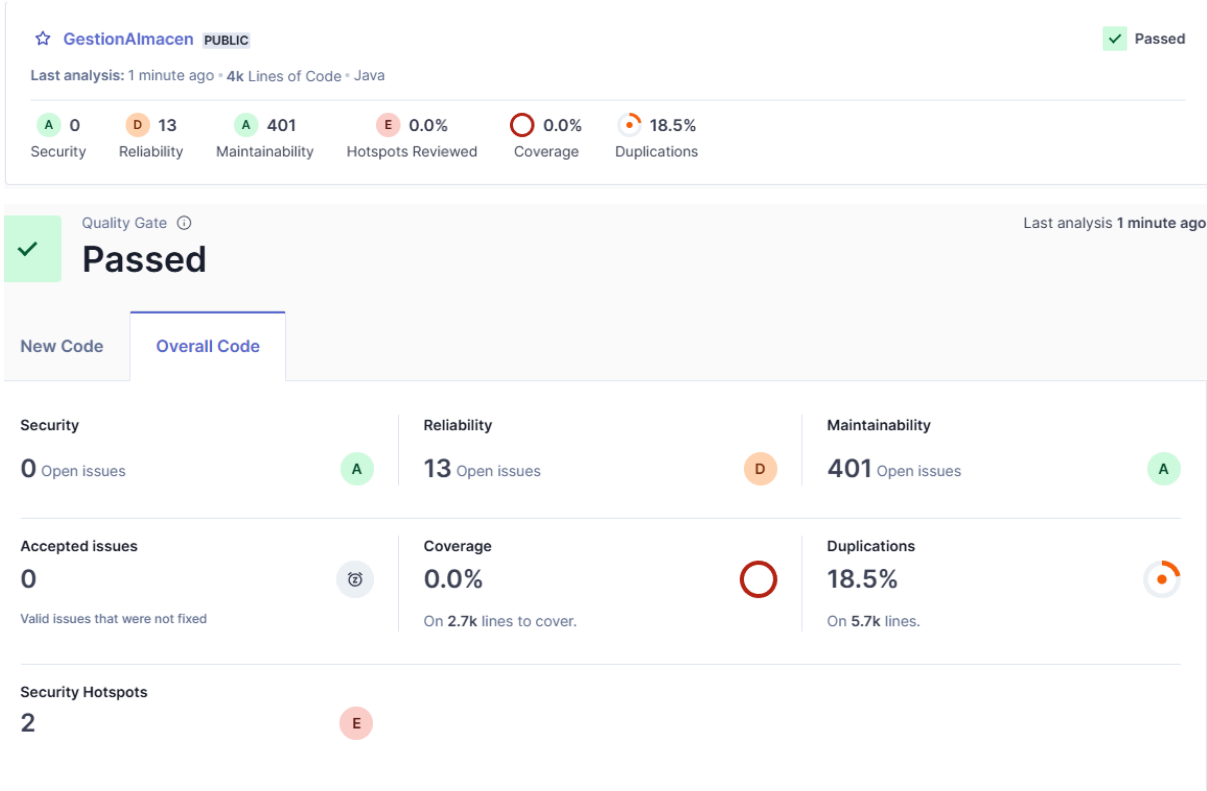 GestionAlmacen PUBLIC Passed
Last analysis: 1 minute ago • 4k Lines of Code • Java
A 0 D 13 A 401 E 0.0% 0.0% 18.5%
Security Reliability Maintainability Hotspots Reviewed Coverage Duplications
Quality Gate Last analysis 1 minute ago
Passed
New Code Overall Code
Security Reliability Maintainability
0 Open issues A 13 Open issues D 401 Open issues A
Accepted issues Coverage Duplications
0 0.0% 18.5%
Valid issues that were not fixed On 2.7k lines to cover. On 5.7k lines.
Security Hotspots
2 E